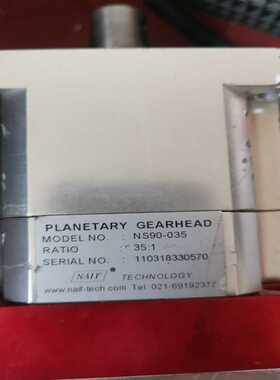 PLANETARY GEARHEAD
MODEL NO. : NS90-035
RATIO : 35:1
SERIAL NO. : 110318330570
NAIF ® TECHNOLOGY
www.naif-tech.com Tel 021-69192377